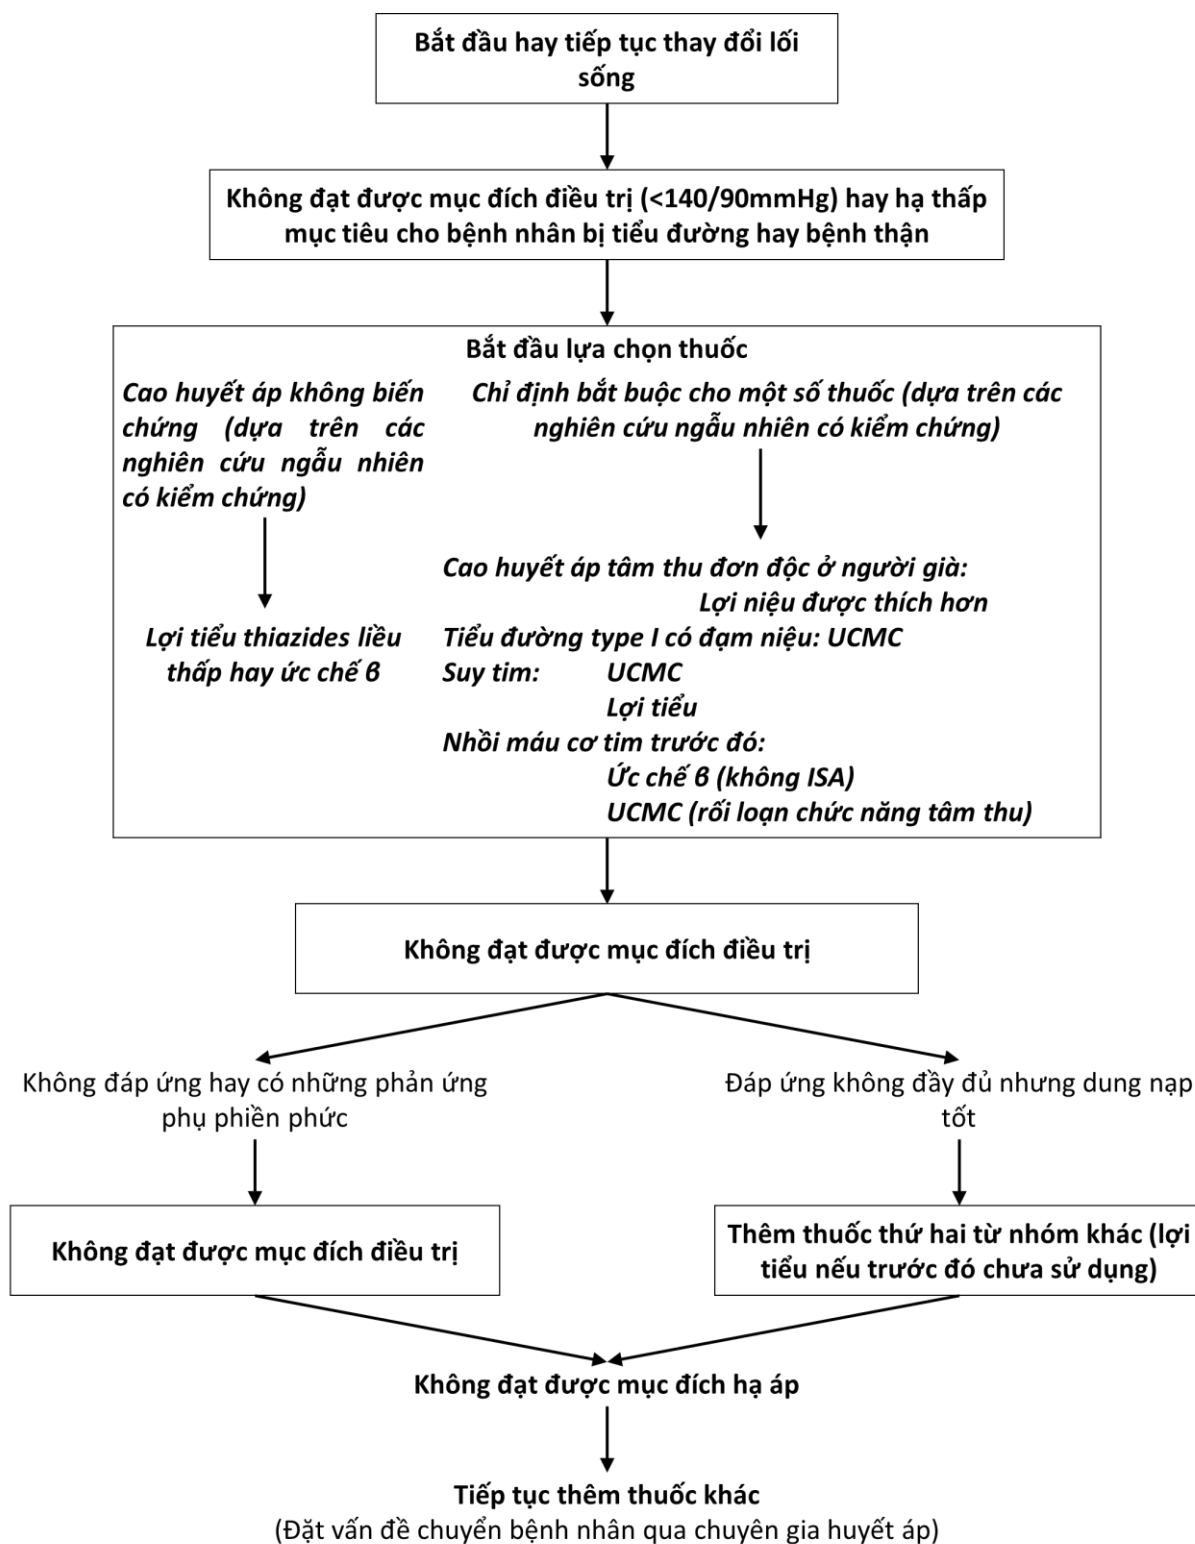 Bắt đầu hay tiếp tục thay đổi lối
sống
Không đạt được mục đích điều trị (<140/90mmHg) hay hạ thấp
mục tiêu cho bệnh nhân bị tiểu đường hay bệnh thận
Bắt đầu lựa chọn thuốc
Cao huyết áp không biến
chứng (dựa trên các
nghiên cứu ngẫu nhiên
có kiểm chứng)
Lợi tiểu thiazides liều
thấp hay ức chế β
Chỉ định bắt buộc cho một số thuốc (dựa trên các
nghiên cứu ngẫu nhiên có kiểm chứng)
Cao huyết áp tâm thu đơn độc ở người già:
Lợi niệu được thích hơn
Tiểu đường type I có đạm niệu: UCMC
Suy tim: UCMC
Lợi tiểu
Nhồi máu cơ tim trước đó:
Ức chế β (không ISA)
UCMC (rối loạn chức năng tâm thu)
Không đạt được mục đích điều trị
Không đáp ứng hay có những phản ứng
phụ phiền phức
Đáp ứng không đầy đủ nhưng dung nạp
tốt
Không đạt được mục đích điều trị
Thêm thuốc thứ hai từ nhóm khác (lợi
tiểu nếu trước đó chưa sử dụng)
Không đạt được mục đích hạ áp
Tiếp tục thêm thuốc khác
(Đặt vấn đề chuyển bệnh nhân qua chuyên gia huyết áp)